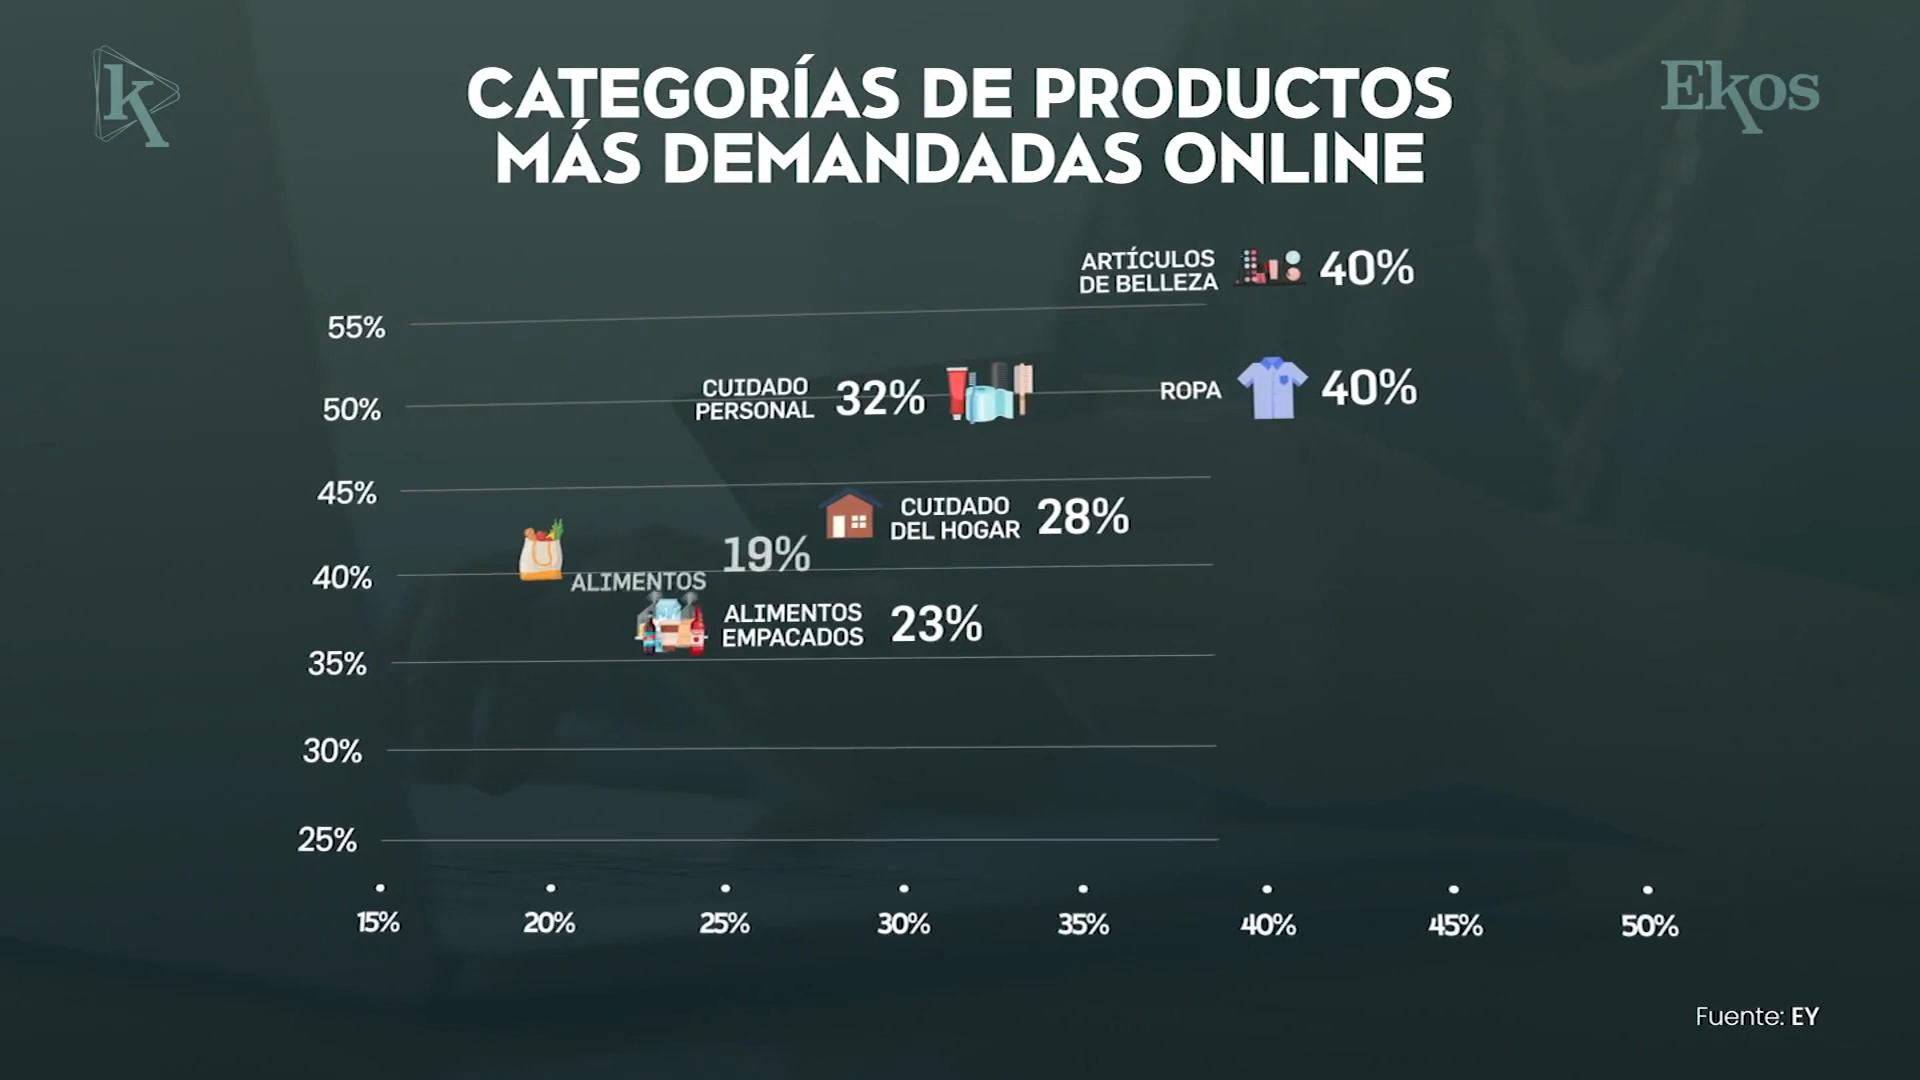 k
Ekos
CATEGORÍAS DE PRODUCTOS
MÁS DEMANDADAS ONLINE
ARTÍCULOS
DE BELLEZA
40%
55%
CUIDADO
PERSONAL
32%
ROPA
40%
50%
45%
CUIDADO
DEL HOGAR
28%
19%
ALIMENTOS
40%
ALIMENTOS
EMPACADOS
23%
35%
30%
25%
15% 20% 25% 30% 35% 40% 45% 50%
Fuente: EY